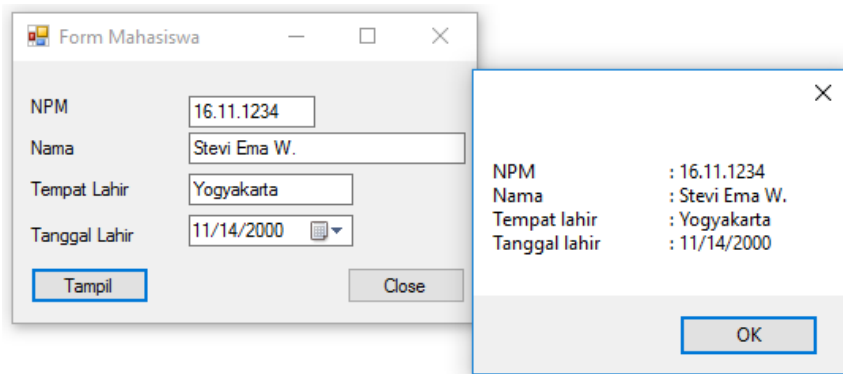 Form Mahasiswa
NPM 16.11.1234
Nama Stevi Ema W.
Tempat Lahir Yogyakarta
Tanggal Lahir 11/14/2000
Tampil Close
NPM : 16.11.1234
Nama : Stevi Ema W.
Tempat lahir : Yogyakarta
Tanggal lahir : 11/14/2000
OK